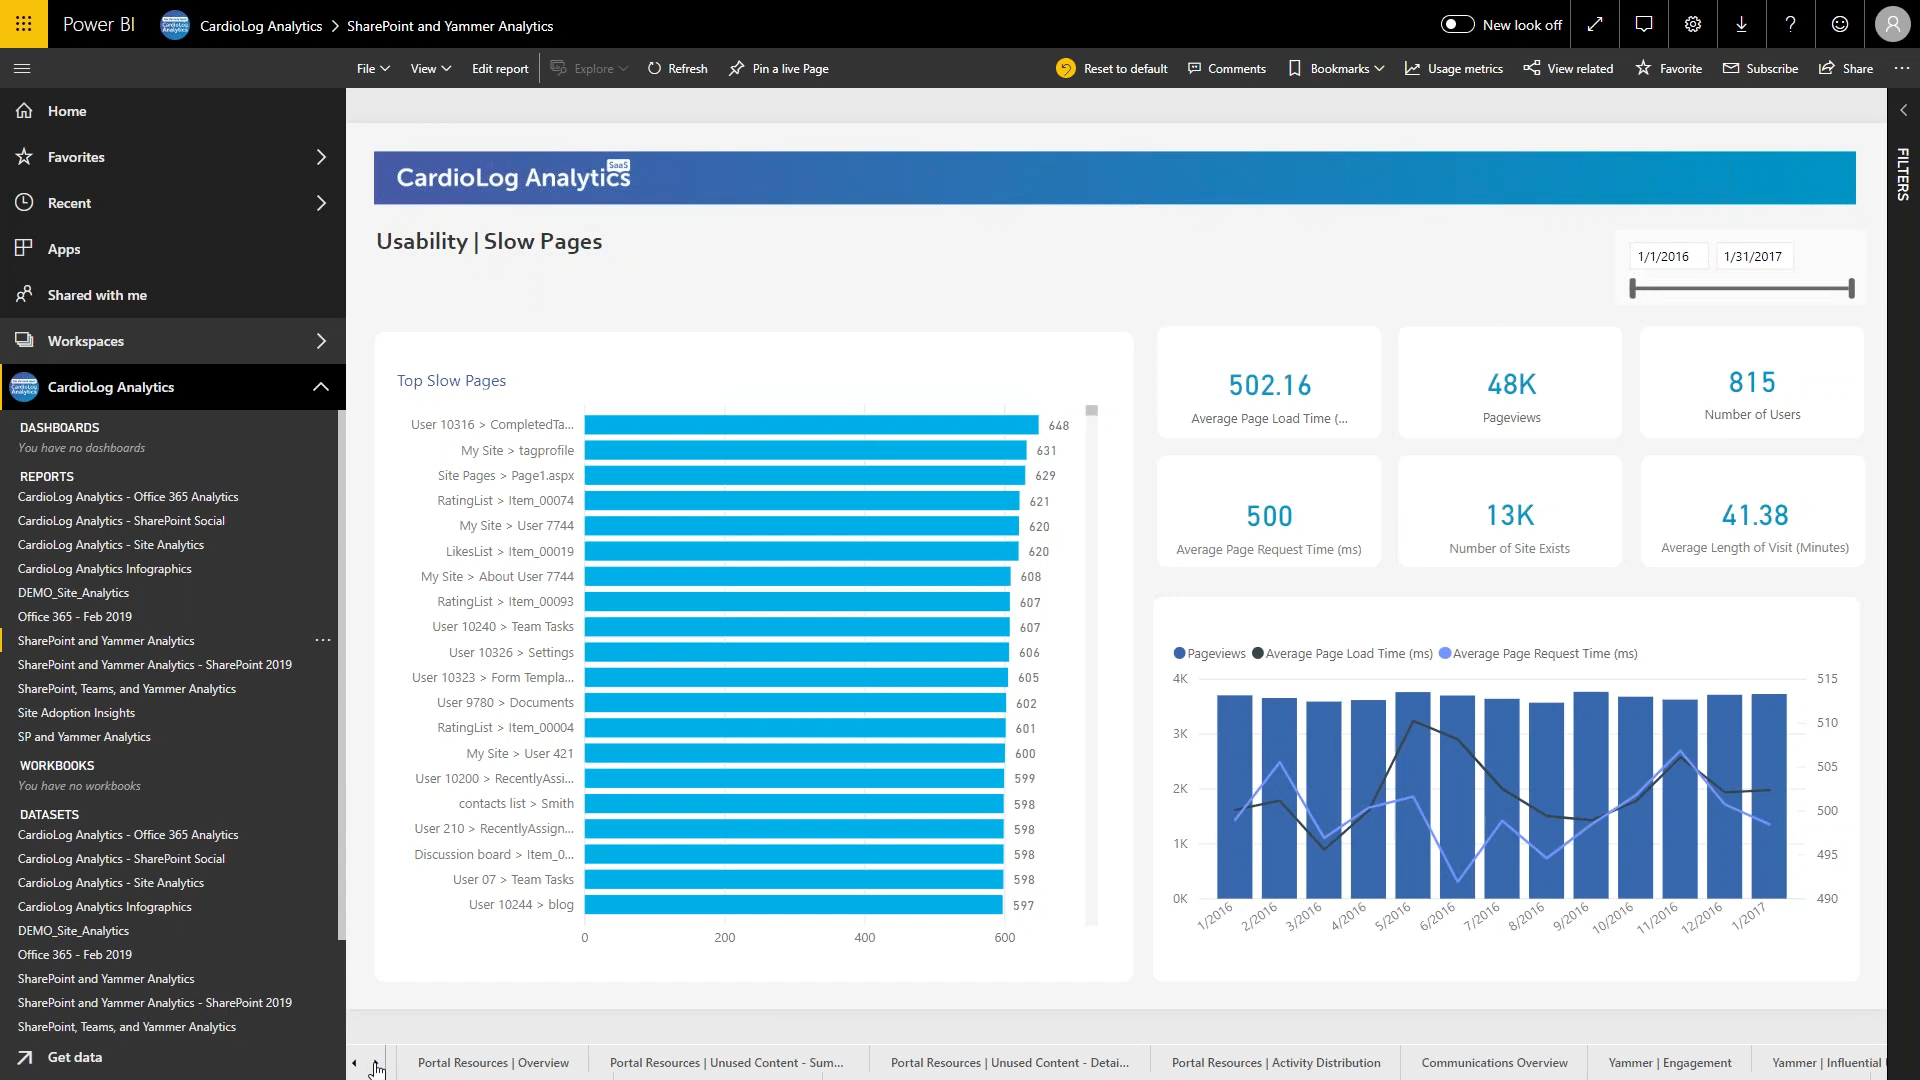 Power BI
CardioLog Analytics > SharePoint and Yammer Analytics
New look off
File
View
Edit report
Explore
Refresh
Pin a live Page
Reset to default
Comments
Bookmarks
Usage metrics
View related
Favorite
Subscribe
Share
Home
Favorites
Recent
Apps
Shared with me
Workspaces
CardioLog Analytics
DASHBOARDS
You have no dashboards
REPORTS
CardioLog Analytics - Office 365 Analytics
CardioLog Analytics - SharePoint Social
CardioLog Analytics - Site Analytics
CardioLog Analytics Infographics
DEMO_Site_Analytics
Office 365 - Feb 2019
SharePoint and Yammer Analytics
SharePoint and Yammer Analytics - SharePoint 2019
SharePoint, Teams, and Yammer Analytics
Site Adoption Insights
SP and Yammer Analytics
WORKBOOKS
You have no workbooks
DATASETS
CardioLog Analytics - Office 365 Analytics
CardioLog Analytics - SharePoint Social
CardioLog Analytics - Site Analytics
CardioLog Analytics Infographics
DEMO_Site_Analytics
Office 365 - Feb 2019
SharePoint and Yammer Analytics
SharePoint and Yammer Analytics - SharePoint 2019
SharePoint, Teams, and Yammer Analytics
Get data
FILTERS
CardioLog Analytics SaaS
Usability | Slow Pages
1/1/2016
1/31/2017
Top Slow Pages
User 10316 > CompletedTa... 648
My Site > tagprofile 631
Site Pages > Page1.aspx 629
RatingList > Item_00074 621
My Site > User 7744 620
LikesList > Item_00019 620
My Site > About User 7744 608
RatingList > Item_00093 607
User 10240 > Team Tasks 607
User 10326 > Settings 606
User 10323 > Form Templa... 605
User 9780 > Documents 602
RatingList > Item_00004 601
My Site > User 421 600
User 10200 > RecentlyAssi... 599
contacts list > Smith 598
User 210 > RecentlyAssign... 598
Discussion board > Item_0... 598
User 07 > Team Tasks 598
User 10244 > blog 597
0 200 400 600
502.16
Average Page Load Time (...
48K
Pageviews
815
Number of Users
500
Average Page Request Time (ms)
13K
Number of Site Exists
41.38
Average Length of Visit (Minutes)
Pageviews
Average Page Load Time (ms)
Average Page Request Time (ms)
4K 515
510
3K
505
2K
500
1K
495
0K 490
1/2016 2/2016 3/2016 4/2016 5/2016 6/2016 7/2016 8/2016 9/2016 10/2016 11/2016 12/2016 1/2017
Portal Resources | Overview
Portal Resources | Unused Content - Sum...
Portal Resources | Unused Content - Detai...
Portal Resources | Activity Distribution
Communications Overview
Yammer | Engagement
Yammer | Influential